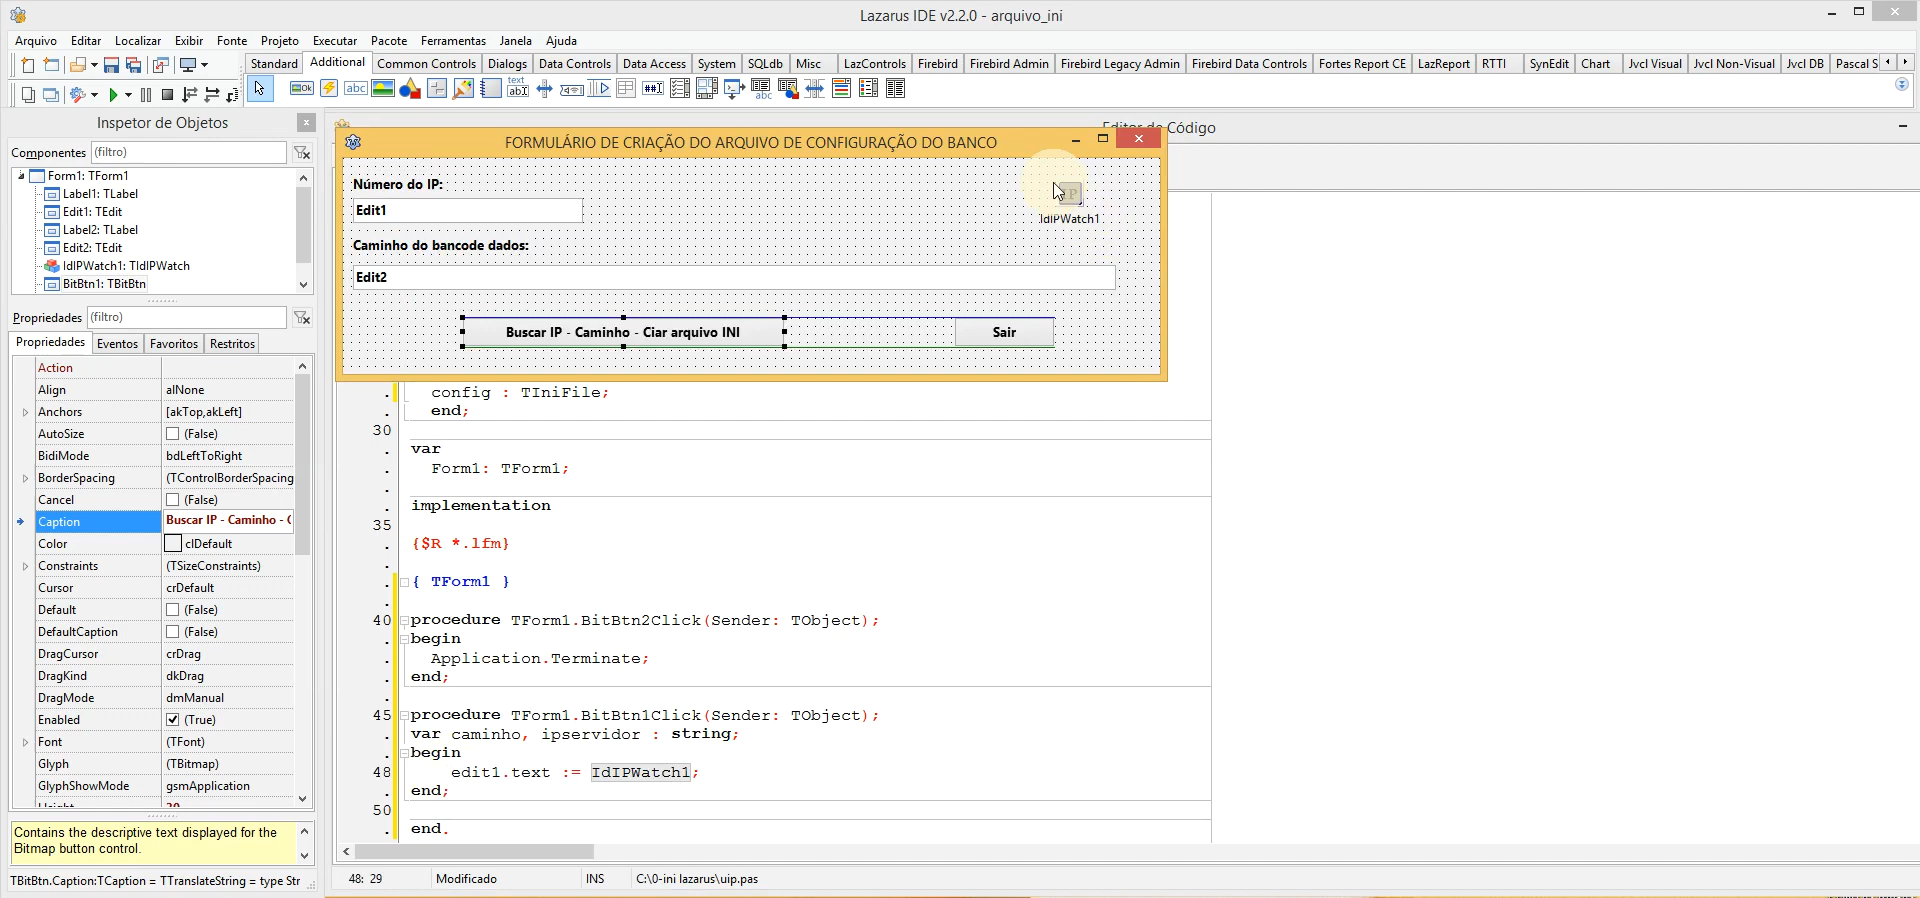 Lazarus IDE v2.2.0 - arquivo_ini
Arquivo Editar Localizar Exibir Fonte Projeto Executar Pacote Ferramentas Janela Ajuda
Standard Additional Common Controls Dialogs Data Controls Data Access System SQLdb Misc LazControls Firebird Firebird Admin Firebird Legacy Admin Firebird Data Controls Fortes Report CE LazReport RTTI SynEdit Chart Jvcl Visual Jvcl Non-Visual Jvcl DB Pascal S
Inspetor de Objetos
Componentes (filtro)
Form1: TForm1
Label1: TLabel
Edit1: TEdit
Label2: TLabel
Edit2: TEdit
IdIPWatch1: TIdIPWatch
BitBtn1: TBitBtn
Propriedades (filtro)
Propriedades Eventos Favoritos Restritos
Action
Align alNone
Anchors [akTop,akLeft]
AutoSize (False)
BidiMode bdLeftToRight
BorderSpacing (TControlBorderSpacing
Cancel (False)
Caption Buscar IP - Caminho - C
Color clDefault
Constraints (TSizeConstraints)
Cursor crDefault
Default (False)
DefaultCaption (False)
DragCursor crDrag
DragKind dkDrag
DragMode dmManual
Enabled (True)
Font (TFont)
Glyph (TBitmap)
GlyphShowMode gsmApplication
Contains the descriptive text displayed for the
Bitmap button control.
TBitBtn.Caption:TCaption = TTranslateString = type Str
Editor de Código
FORMULÁRIO DE CRIAÇÃO DO ARQUIVO DE CONFIGURAÇÃO DO BANCO
Número do IP:
Edit1
IdIPWatch1
Caminho do bancode dados:
Edit2
Buscar IP - Caminho - Ciar arquivo INI
Sair
config : TIniFile;
end;
30
var
Form1: TForm1;
implementation
35
{$R *.lfm}
{ TForm1 }
40 procedure TForm1.BitBtn2Click(Sender: TObject);
begin
Application.Terminate;
end;
45 procedure TForm1.BitBtn1Click(Sender: TObject);
var caminho, ipservidor : string;
begin
48 edit1.text := IdIPWatch1;
end;
50
end.
48: 29 Modificado INS C:\0-ini lazarus\uip.pas